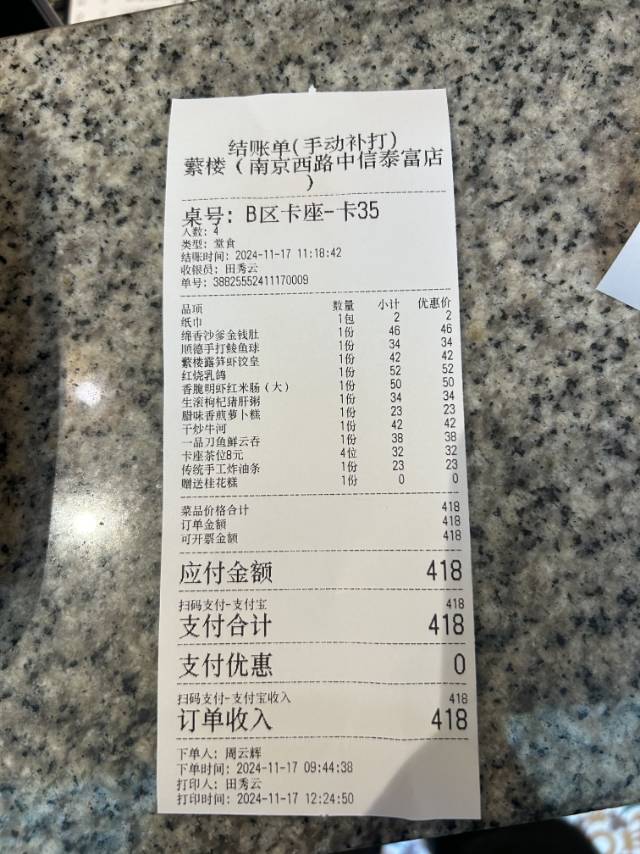 结账单(手动补打)
蘩楼(南京西路中信泰富店
)
桌号: B区卡座-卡35
人数: 4
类型: 堂食
结账时间: 2024-11-17 11:18:42
收银员: 田秀云
单号: 38825552411170009
品项 数量 小计 优惠价
纸巾 1包 2 2
绵香沙爹金钱肚 1份 46 46
顺德手打鲮鱼球 1份 34 34
蘩楼露笋虾饺皇 1份 42 42
红烧乳鸽 1份 52 52
香脆明虾红米肠(大) 1份 50 50
生滚枸杞猪肝粥 1份 34 34
腊味香煎萝卜糕 1份 23 23
干炒牛河 1份 42 42
一品刀鱼鲜云吞 1份 38 38
卡座茶位8元 4位 32 32
传统手工炸油条 1份 23 23
赠送桂花糕 1份 0 0
菜品价格合计 418
订单金额 418
可开票金额 418
应付金额 418
扫码支付-支付宝 418
支付合计 418
支付优惠 0
扫码支付-支付宝收入 418
订单收入 418
下单人: 周云辉
下单时间: 2024-11-17 09:44:38
打印人: 田秀云
打印时间: 2024-11-17 12:24:50